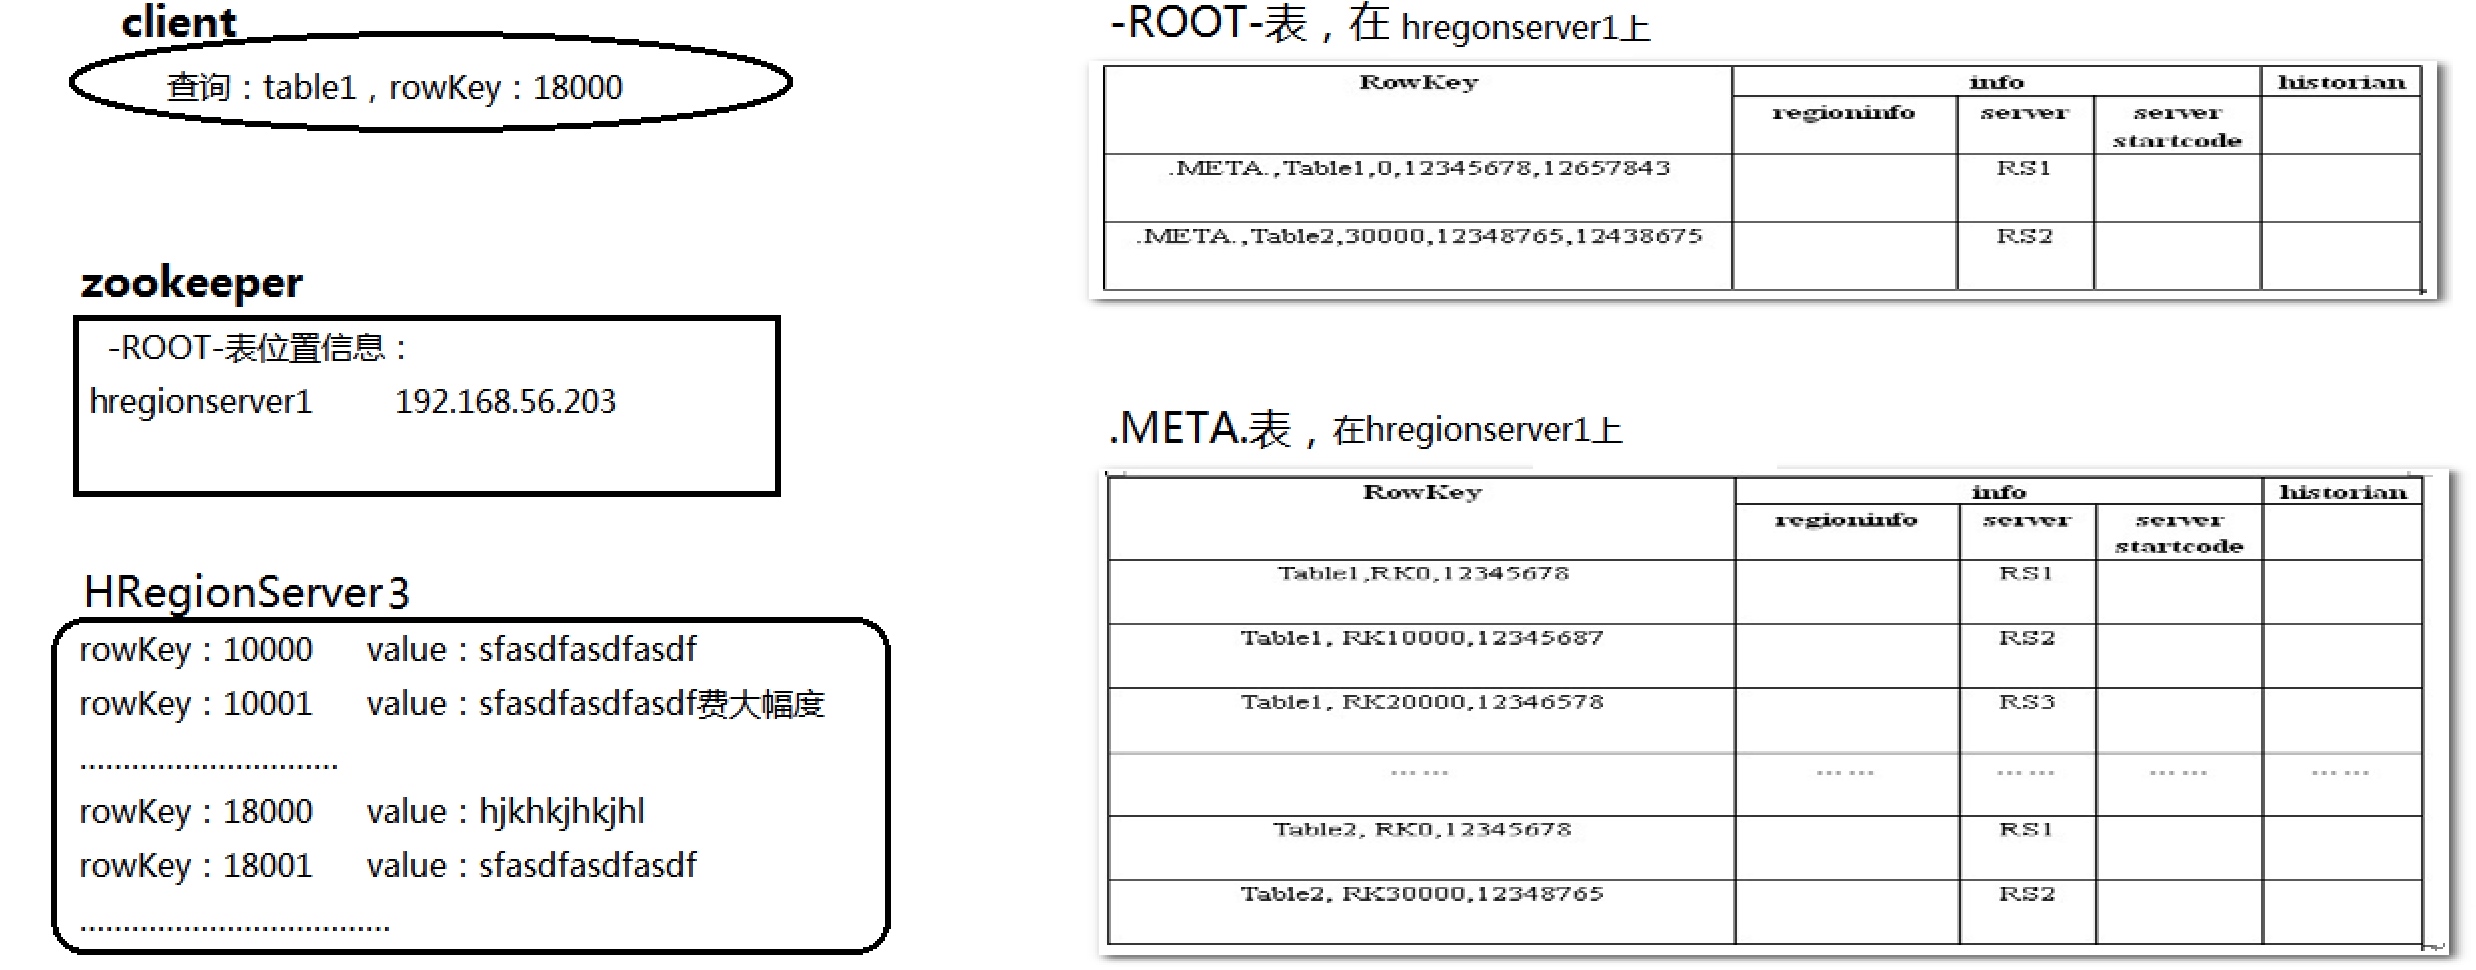 client
查询：table1，rowKey：18000
zookeeper
-ROOT-表位置信息：
hregionserver1 192.168.56.203
HRegionServer3
rowKey：10000 value：sfasdfasdfasdf
rowKey：10001 value：sfasdfasdfasdf费大幅度
..............................
rowKey：18000 value：hjkhkjhkjhl
rowKey：18001 value：sfasdfasdfasdf
....................................
-ROOT-表，在 hregonserver1上
RowKey info historian
regioninfo server server startcode
.META.,Table1,0,12345678,12657843 RS1
.META.,Table2,30000,12348765,12438675 RS2
.META.表，在hregionserver1上
RowKey info historian
regioninfo server server startcode
Table1,RK0,12345678 RS1
Table1, RK10000,12345687 RS2
Table1, RK20000,12346578 RS3
…… …… …… …… ……
Table2, RK0,12345678 RS1
Table2, RK30000,12348765 RS2